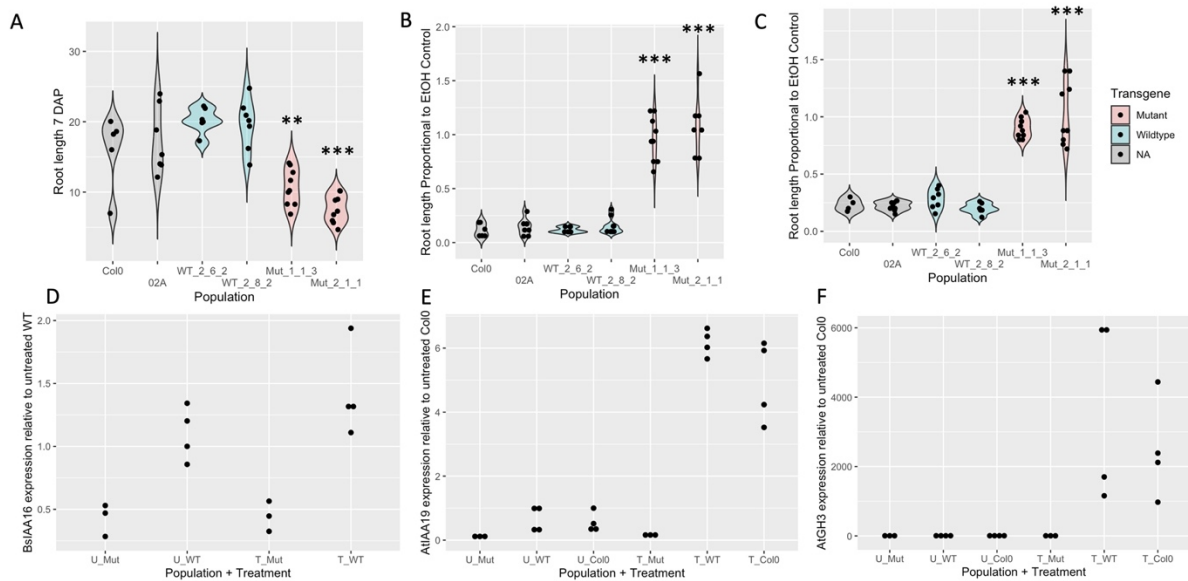 A
Root length 7 DAP
30
20
10
**
***
Col0
02A
WT_2_6_2
WT_2_8_2
Mut_1_1_3
Mut_2_1_1
Population
B
Root length Proportional to EtOH Control
2.0
1.5
1.0
0.5
0.0
***
***
Col0
02A
WT_2_6_2
WT_2_8_2
Mut_1_1_3
Mut_2_1_1
Population
C
Root length Proportional to EtOH Control
1.5
1.0
0.5
0.0
***
***
Col0
02A
WT_2_6_2
WT_2_8_2
Mut_1_1_3
Mut_2_1_1
Population
Transgene
Mutant
Wildtype
NA
D
BsIAA16 expression relative to untreated WT
2.0
1.5
1.0
0.5
U_Mut
U_WT
T_Mut
T_WT
Population + Treatment
E
AtIAA19 expression relative to untreated Col0
6
4
2
0
U_Mut
U_WT
U_Col0
T_Mut
T_WT
T_Col0
Population + Treatment
F
AtGH3 expression relative to untreated Col0
6000
4000
2000
0
U_Mut
U_WT
U_Col0
T_Mut
T_WT
T_Col0
Population + Treatment